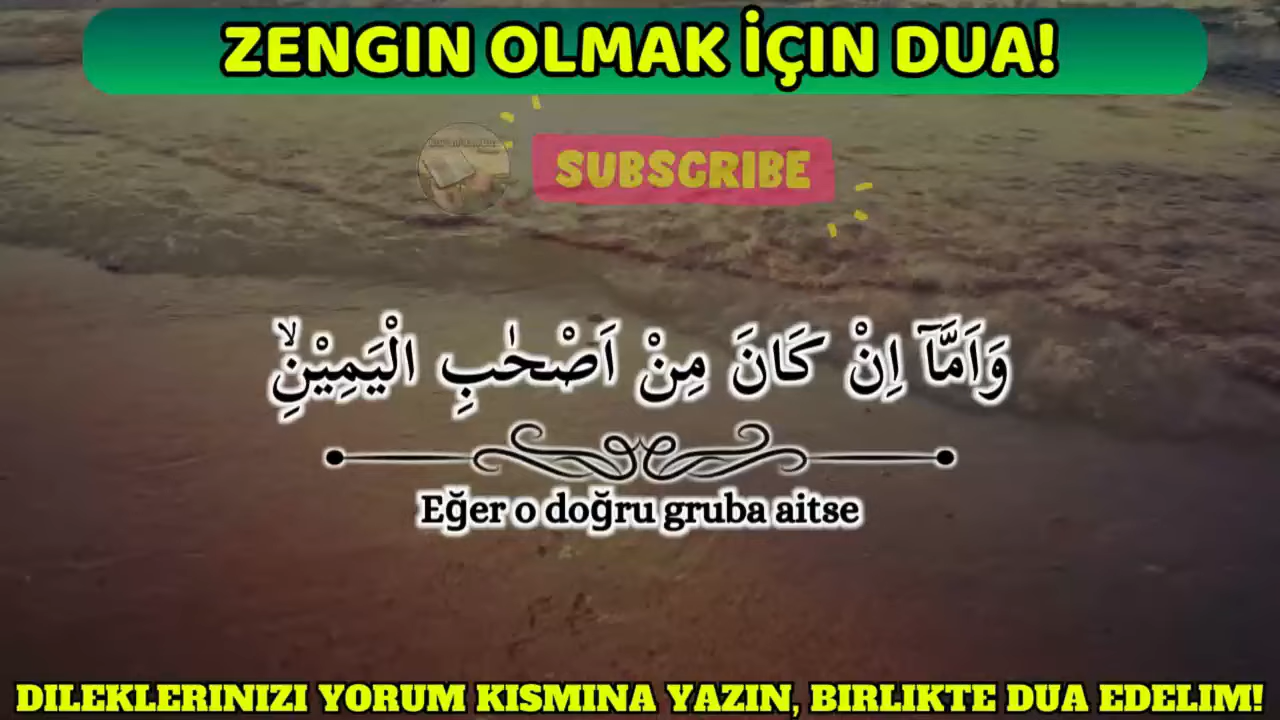 ZENGIN OLMAK İÇIN DUA!
SUBSCRIBE
وَاَمَّٓا اِنْ كَانَ مِنْ اَصْحٰبِ الْيَمِيْنِۙ
Eğer o doğru gruba aitse
DILEKLERINIZI YORUM KISMINA YAZIN, BIRLIKTE DUA EDELIM!